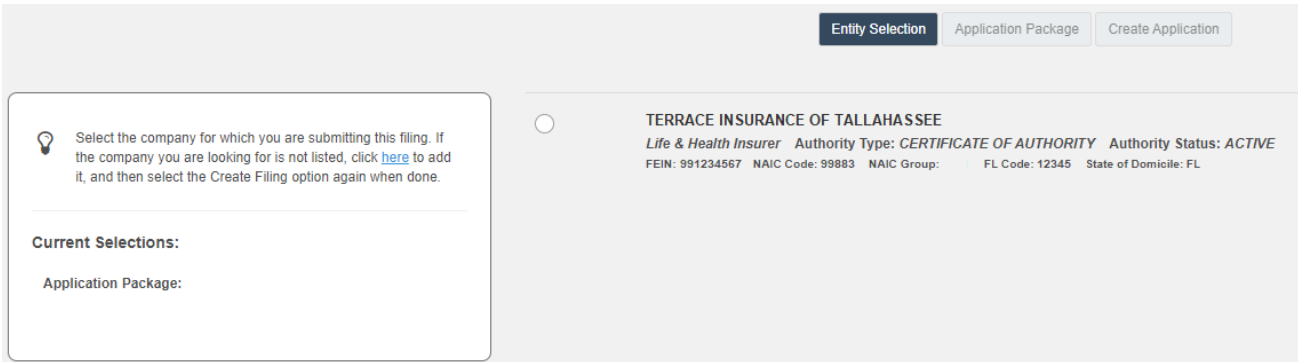 Entity Selection Application Package Create Application
Select the company for which you are submitting this filing. If
the company you are looking for is not listed, click here to add
it, and then select the Create Filing option again when done.
Current Selections:
Application Package:
TERRACE INSURANCE OF TALLAHASSEE
Life & Health Insurer Authority Type: CERTIFICATE OF AUTHORITY Authority Status: ACTIVE
FEIN: 991234567 NAIC Code: 99883 NAIC Group: FL Code: 12345 State of Domicile: FL